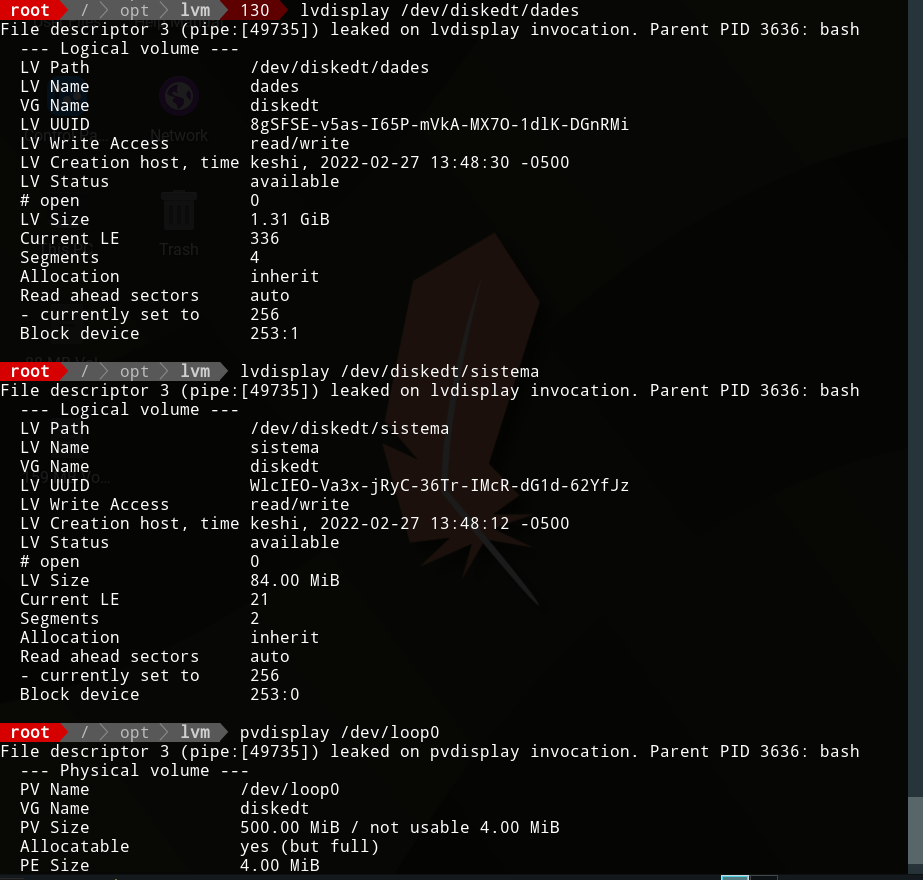 root / opt lvm 130 lvdisplay /dev/diskedt/dades
File descriptor 3 (pipe:[49735]) leaked on lvdisplay invocation. Parent PID 3636: bash
--- Logical volume ---
LV Path /dev/diskedt/dades
LV Name dades
VG Name diskedt
LV UUID 8gSFSE-v5as-I65P-mVkA-MX7O-1dlK-DGnRMi
Network
LV Write Access read/write
LV Creation host, time keshi, 2022-02-27 13:48:30 -0500
LV Status available
# open 0
LV Size 1.31 GiB
Current LE 336
Trash
Segments 4
Allocation inherit
Read ahead sectors auto
- currently set to 256
Block device 253:1
root / opt lvm lvdisplay /dev/diskedt/sistema
File descriptor 3 (pipe:[49735]) leaked on lvdisplay invocation. Parent PID 3636: bash
--- Logical volume ---
LV Path /dev/diskedt/sistema
LV Name sistema
VG Name diskedt
LV UUID WlcIEO-Va3x-jRyC-36Tr-IMcR-dG1d-62YfJz
LV Write Access read/write
LV Creation host, time keshi, 2022-02-27 13:48:12 -0500
LV Status available
# open 0
LV Size 84.00 MiB
Current LE 21
Segments 2
Allocation inherit
Read ahead sectors auto
- currently set to 256
Block device 253:0
root / opt lvm pvdisplay /dev/loop0
File descriptor 3 (pipe:[49735]) leaked on pvdisplay invocation. Parent PID 3636: bash
--- Physical volume ---
PV Name /dev/loop0
VG Name diskedt
PV Size 500.00 MiB / not usable 4.00 MiB
Allocatable yes (but full)
PE Size 4.00 MiB